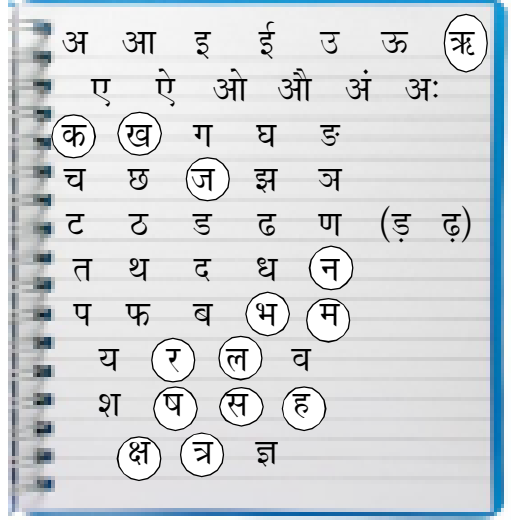 अ आ इ ई उ ऊ ऋ
ए ऐ ओ औ अं अः
क ख ग घ ङ
च छ ज झ ञ
ट ठ ड ढ ण (ड़ ढ़)
त थ द ध न
प फ ब भ म
य र ल व
श ष स ह
क्ष त्र ज्ञ